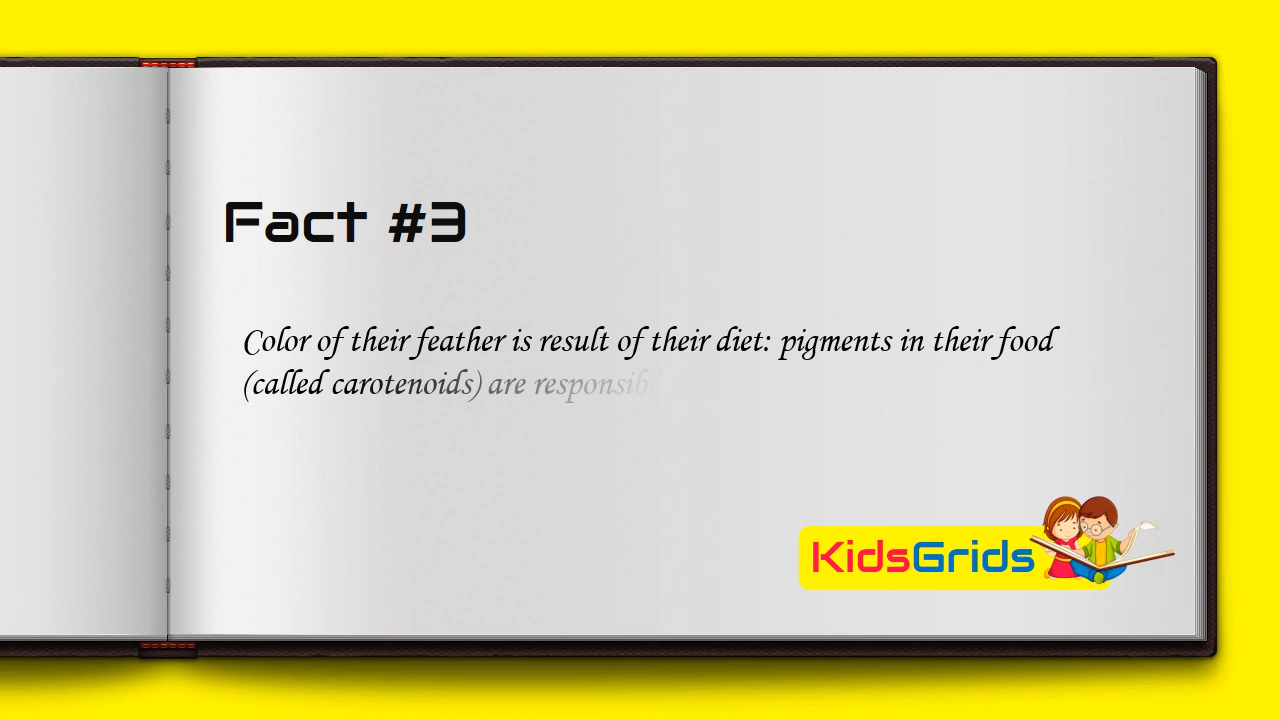 Fact #3
Color of their feather is result of their diet: pigments in their food
(called carotenoids) are
KidsGrids